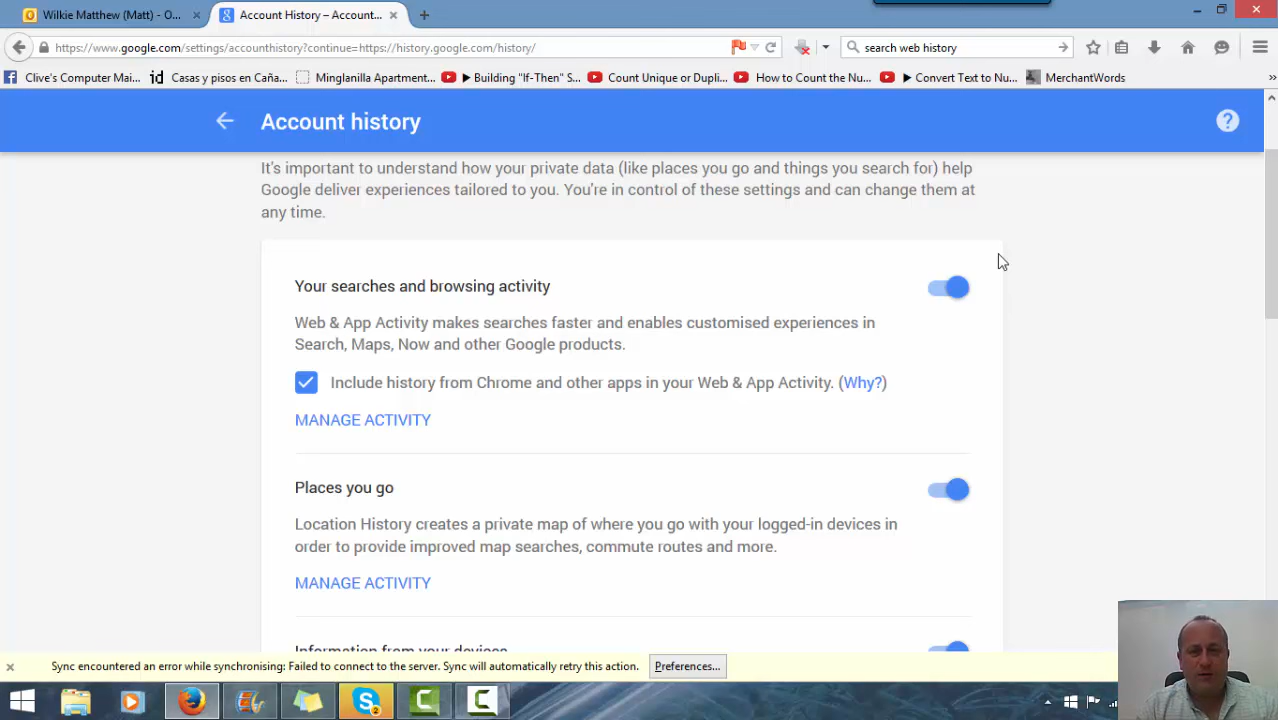 Wilkie Matthew (Matt) - O...
Account History – Account...
https://www.google.com/settings/accounthistory?continue=https://history.google.com/history/
search web history
Clive's Computer Mai...
id Casas y pisos en Caña...
Minglanilla Apartment...
▶ Building "If-Then" S...
Count Unique or Dupli...
How to Count the Nu...
▶ Convert Text to Nu...
MerchantWords
»
Account history
?
It's important to understand how your private data (like places you go and things you search for) help
Google deliver experiences tailored to you. You're in control of these settings and can change them at
any time.
Your searches and browsing activity
Web & App Activity makes searches faster and enables customised experiences in
Search, Maps, Now and other Google products.
Include history from Chrome and other apps in your Web & App Activity. (Why?)
MANAGE ACTIVITY
Places you go
Location History creates a private map of where you go with your logged-in devices in
order to provide improved map searches, commute routes and more.
MANAGE ACTIVITY
Information from your devices
Sync encountered an error while synchronising: Failed to connect to the server. Sync will automatically retry this action.
Preferences...
2